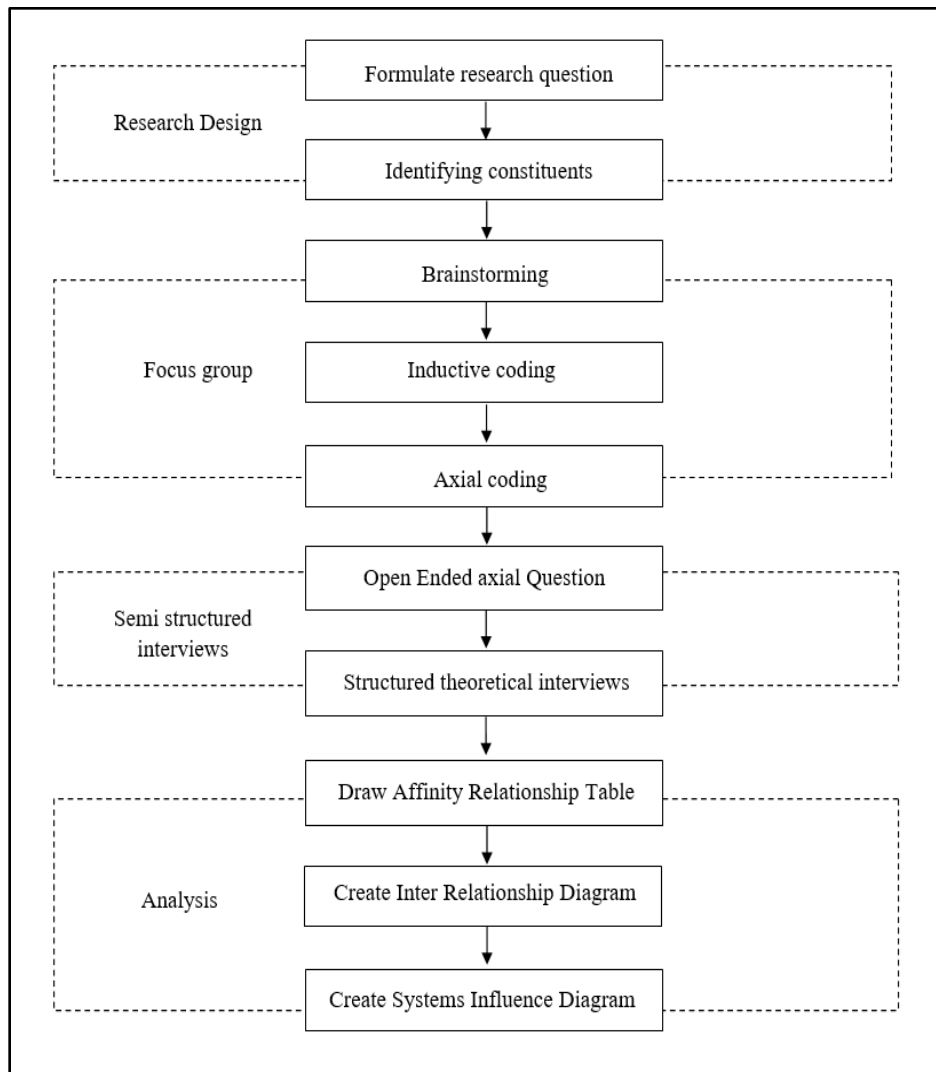 Formulate research question
Research Design
Identifying constituents
Brainstorming
Focus group
Inductive coding
Axial coding
Open Ended axial Question
Semi structured
interviews
Structured theoretical interviews
Draw Affinity Relationship Table
Create Inter Relationship Diagram
Analysis
Create Systems Influence Diagram